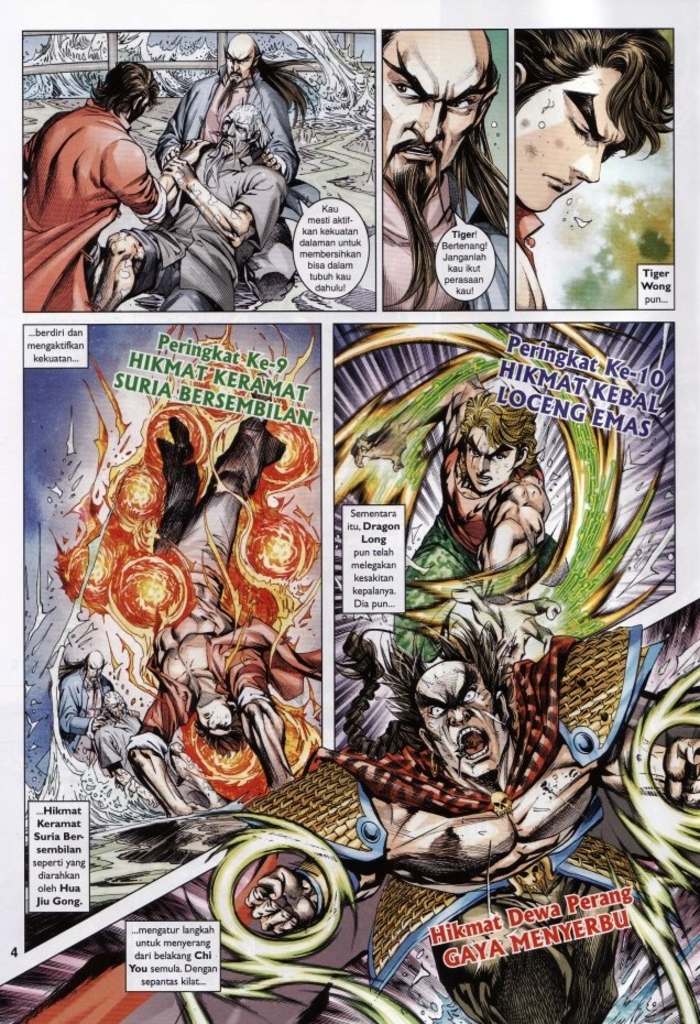 Kau
mesti aktif-
kan kekuatan
dalaman untuk
membersihkan
bisa dalam
tubuh kau
dahulu!
Tiger!
Bertenang!
Janganlah
kau ikut
perasaan
kau!
Tiger
Wong
pun...
...berdiri dan
mengaktifkan
kekuatan...
Peringkat Ke-9
HIKMAT KERAMAT
SURIA BERSEMBILAN
...Hikmat
Keramat
Suria Ber-
sembilan
seperti yang
diarahkan
oleh Hua
Jiu Gong.
Peringkat Ke-10
HIKMAT KEBAL
LOCENG EMAS
Sementara
itu, Dragon
Long
pun telah
melegakan
kesakitan
kepalanya.
Dia pun...
...mengatur langkah
untuk menyerang
dari belakang Chi
You semula. Dengan
sepantas kilat...
Hikmat Dewa Perang
GAYA MENYERBU
4